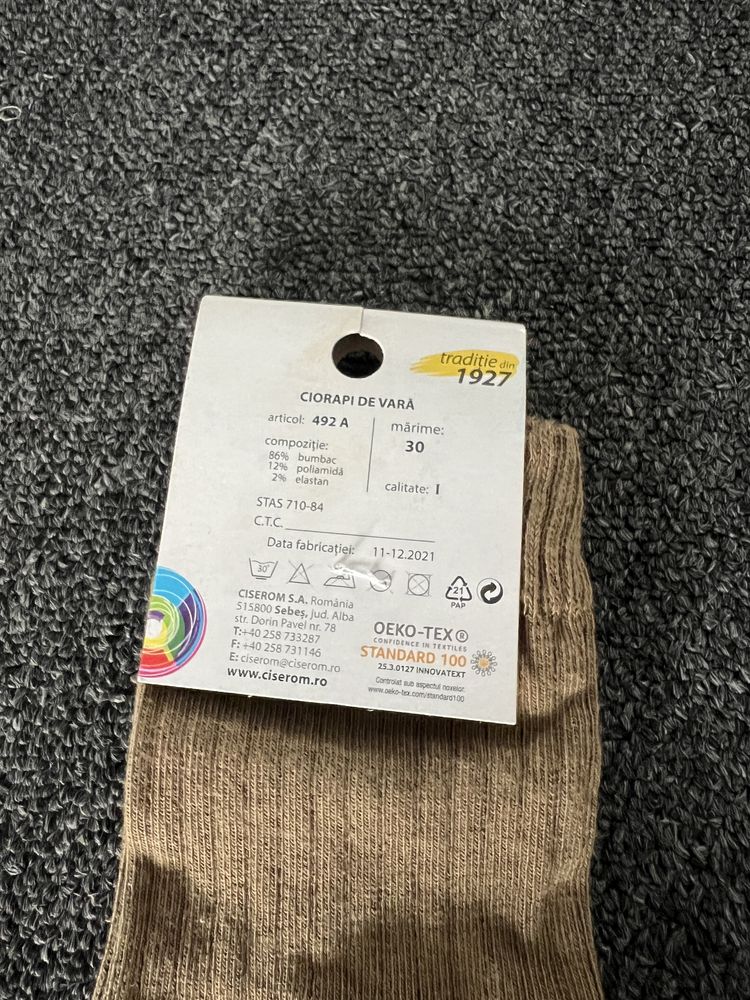 tradiție din
1927
CIORAPI DE VARĂ
articol: 492 A
mărime:
30
compoziție:
86% bumbac
12% poliamidă
2% elastan
calitate: I
STAS 710-84
C.T.C.
Data fabricației: 11-12.2021
30°
21
PAP
CISEROM S.A. România
515800 Sebeș, jud. Alba
str. Dorin Pavel nr. 78
T:+40 258 733287
F: +40 258 731146
E: ciserom@ciserom.ro
www.ciserom.ro
OEKO-TEX®
CONFIDENCE IN TEXTILES
STANDARD 100
25.3.0127 INNOVATEXT
Controlat sub aspectul noxelor.
www.oeko-tex.com/standard100